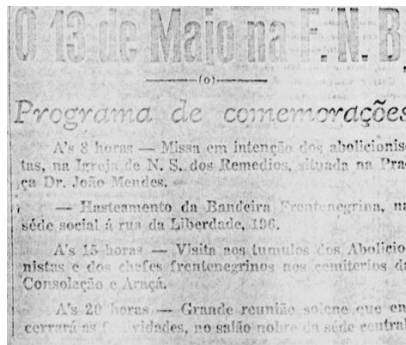 O 13 de Maio na F. N. B.
—(o)—
Programa de comemorações
A's 8 horas — Missa em intenção dos abolicionis-
tas, na Igreja de N. S. dos Remedios, situada na Pra-
ça Dr. João Mendes.
— Hasteamento da Bandeira Frentenegrina, na
séde social á rua da Liberdade, 196.
A's 15 horas — Visita aos tumulos dos Abolicio-
nistas e dos chefes frentenegrinos nos cemiterios da
Consolação e Araçá.
A's 20 horas — Grande reunião solene que en-
cerrará as festividades, no salão nobre da séde central